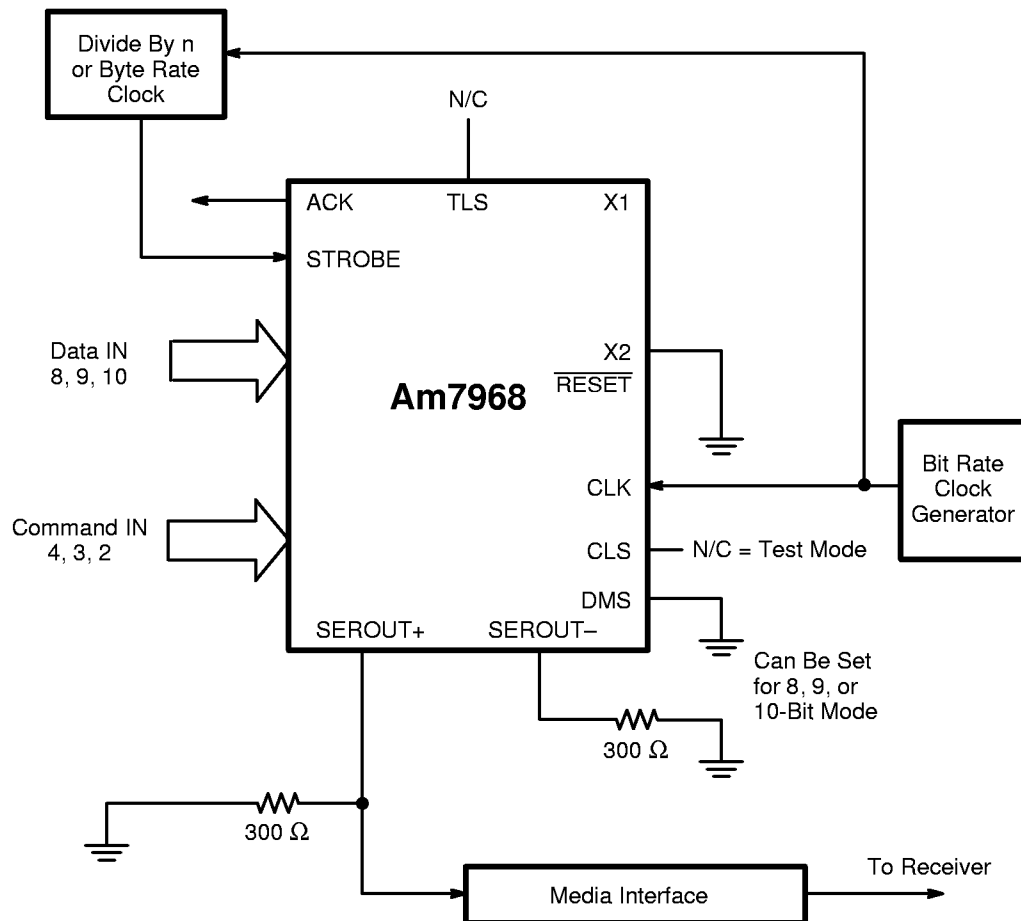 Divide By n
or Byte Rate
Clock
N/C
ACK
TLS
X1
STROBE
Data IN
8, 9, 10
X2
RESET
Am7968
Bit Rate
Clock
Generator
CLK
Command IN
4, 3, 2
CLS
N/C = Test Mode
DMS
SEROUT+
SEROUT–
Can Be Set
for 8, 9, or
10-Bit Mode
300 Ω
300 Ω
To Receiver
Media Interface